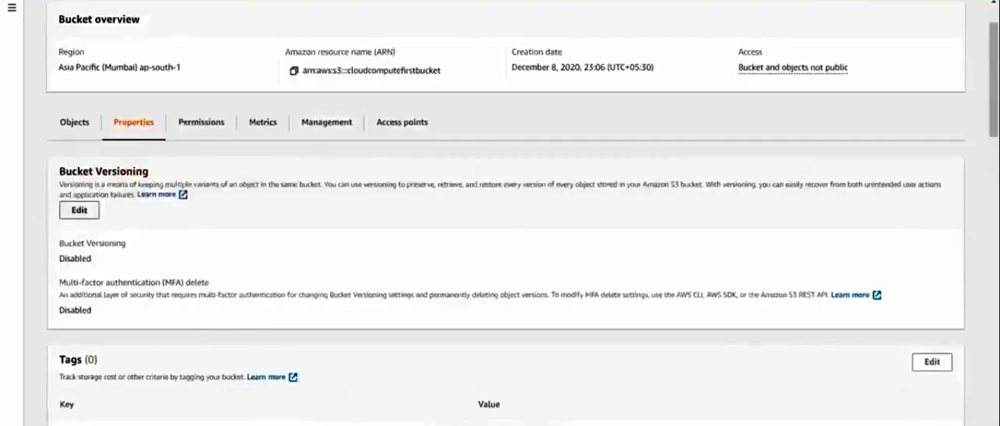 Bucket overview
Region
Amazon resource name (ARN)
Creation date
Access
Asia Pacific (Mumbai) ap-south-1
arn:aws:s3:::cloudcomputefirstbucket
December 8, 2020, 23:06 (UTC+05:30)
Bucket and objects not public
Objects
Properties
Permissions
Metrics
Management
Access points
Bucket Versioning
Versioning is a means of keeping multiple variants of an object in the same bucket. You can use versioning to preserve, retrieve, and restore every version of every object stored in your Amazon S3 bucket. With versioning, you can easily recover from both unintended user actions
and application failures. Learn more
Edit
Bucket Versioning
Disabled
Multi-factor authentication (MFA) delete
An additional layer of security that requires multi-factor authentication for changing Bucket Versioning settings and permanently deleting object versions. To modify MFA delete settings, use the AWS CLI, AWS SDK, or the Amazon S3 REST API. Learn more
Disabled
Tags (0)
Edit
Track storage cost or other criteria by tagging your bucket. Learn more
Key
Value